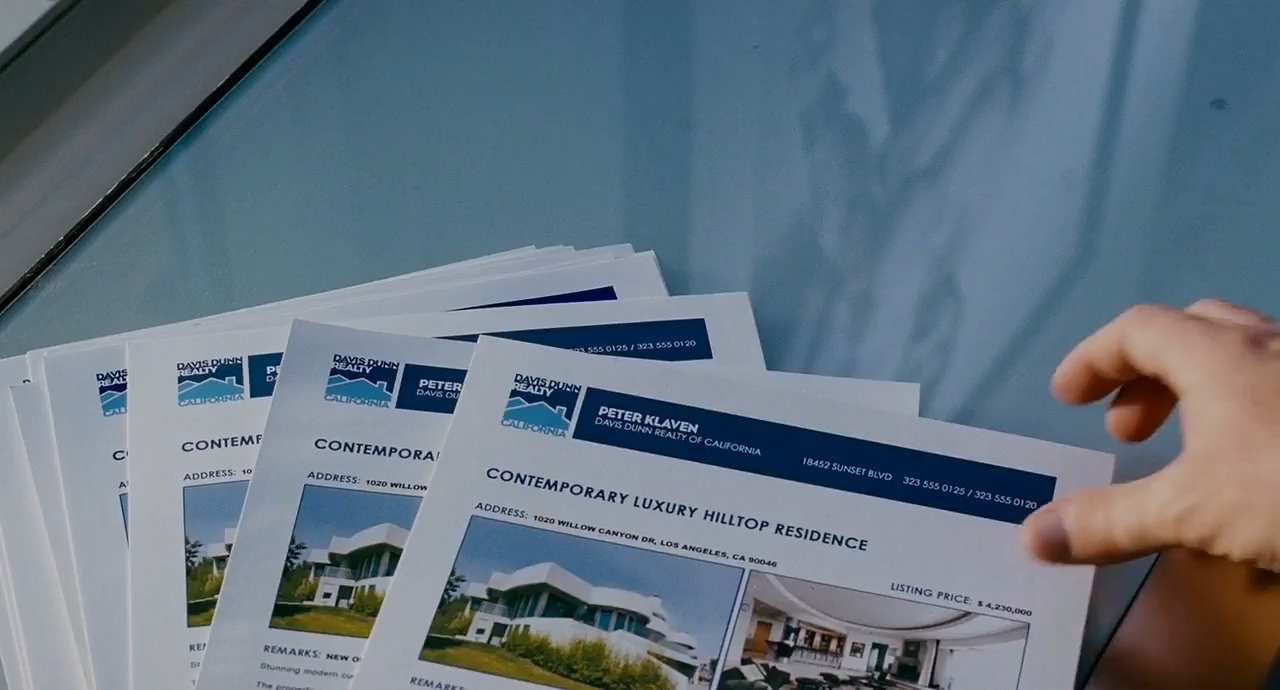 DAVIS DUNN
REALTY
CALIFORNIA
PETER KLAVEN
DAVIS DUNN REALTY OF CALIFORNIA
18452 SUNSET BLVD 323 555 0125 / 323 555 0120
CONTEMPORARY LUXURY HILLTOP RESIDENCE
ADDRESS: 1020 WILLOW CANYON DR, LOS ANGELES, CA 90046
LISTING PRICE: $ 4,230,000
REMARKS:
323 555 0125 / 323 555 0120
DAVIS DUNN
REALTY
CALIFORNIA
PETER
DAVIS DU
CONTEMPORA
ADDRESS: 1020 WILLOW
REMARKS: NEW O
Stunning modern
The
DAVIS DUNN
REALTY
CALIFORNIA
CONTEMP
ADDRESS: 10